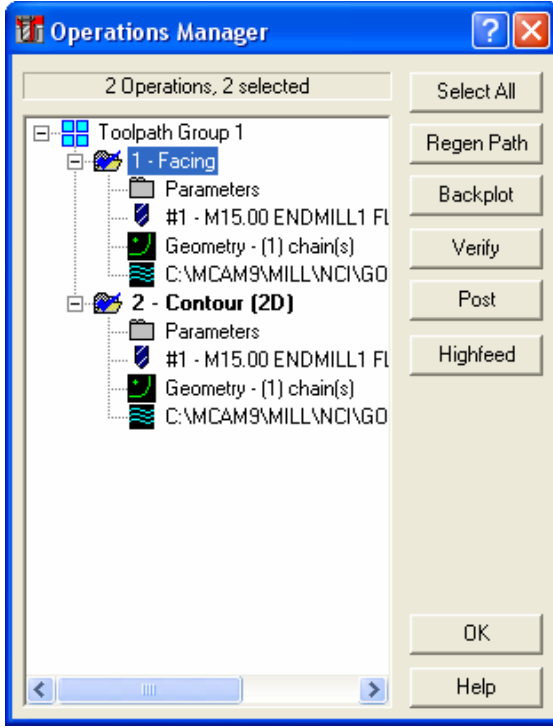 Operations Manager
2 Operations, 2 selected
Select All
Regen Path
Backplot
Verify
Post
Highfeed
OK
Help
Toolpath Group 1
1 - Facing
Parameters
#1 - M15.00 ENDMILL1 FL
Geometry - (1) chain(s)
C:\MCAM9\MILL\NCI\GO
2 - Contour (2D)
Parameters
#1 - M15.00 ENDMILL1 FL
Geometry - (1) chain(s)
C:\MCAM9\MILL\NCI\GO